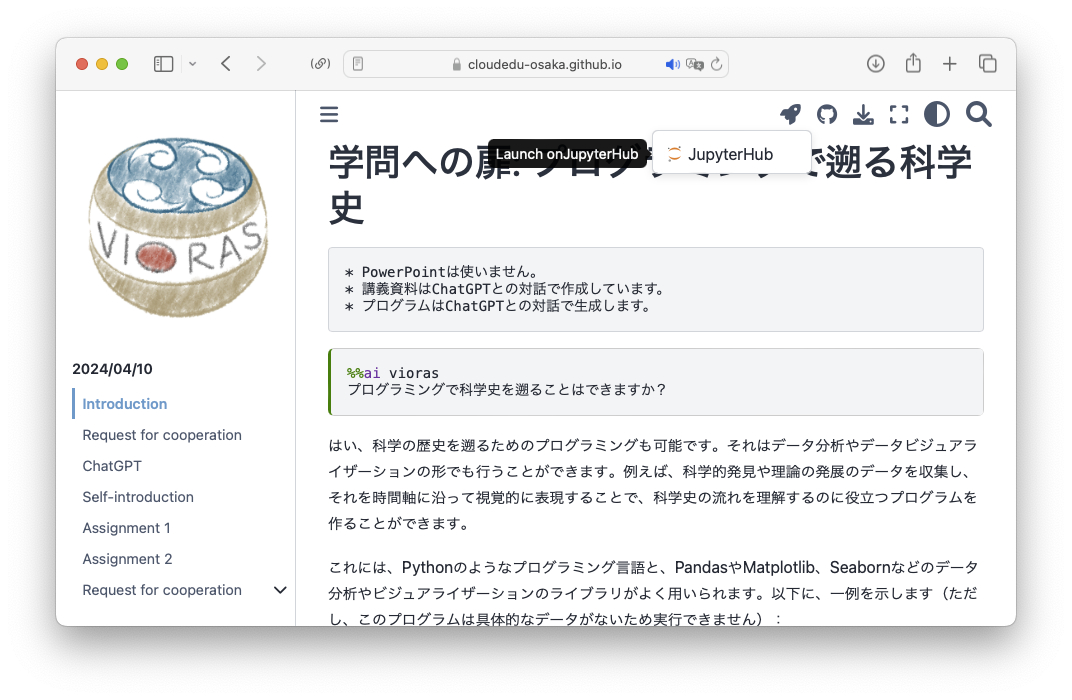 cloudedu-osaka.github.io
VIORAS
2024/04/10
Introduction
Request for cooperation
ChatGPT
Self-introduction
Assignment 1
Assignment 2
Request for cooperation
Launch onJupyterHub
JupyterHub
学問への扉: プログラミングで遡る科学
史
* PowerPointは使いません。
* 講義資料はChatGPTとの対話で作成しています。
* プログラムはChatGPTとの対話で生成します。
%%ai vioras
プログラミングで科学史を遡ることはできますか？
はい、科学の歴史を遡るためのプログラミングも可能です。それはデータ分析やデータビジュアラ
イザーションの形でも行うことができます。例えば、科学的発見や理論の発展のデータを収集し、
それを時間軸に沿って視覚的に表現することで、科学史の流れを理解するのに役立つプログラムを
作ることができます。
これには、Pythonのようなプログラミング言語と、PandasやMatplotlib、Seabornなどのデータ
分析やビジュアライザーションのライブラリがよく用いられます。以下に、一例を示します（ただ
し、このプログラムは具体的なデータがないため実行できません）：